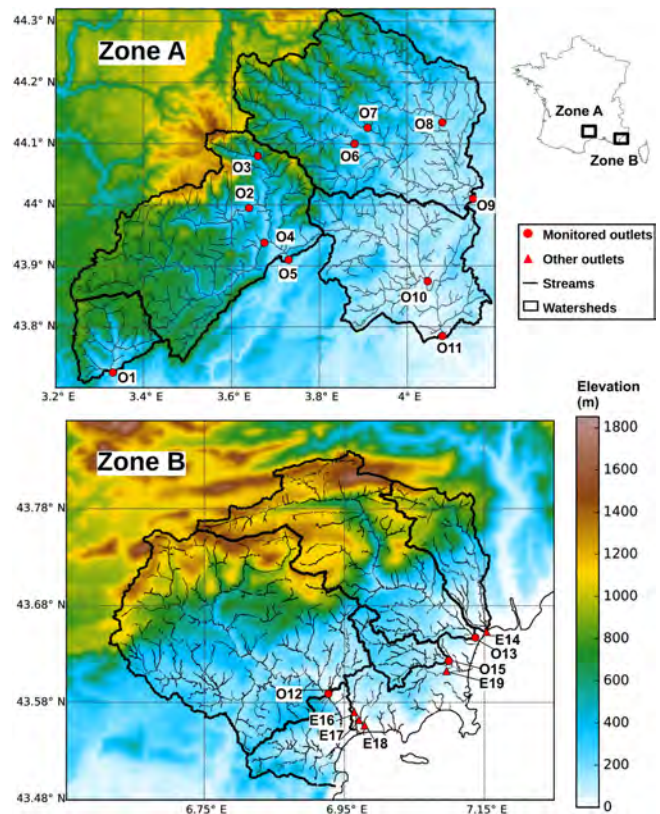 Zone A
44.3° N
44.2° N
44.1° N
44° N
43.9° N
43.8° N
O7
O8
O6
O3
O2
O9
O4
O5
O10
O11
O1
3.2° E
3.4° E
3.6° E
3.8° E
4° E
Zone A
Zone B
Monitored outlets
Other outlets
Streams
Watersheds
Elevation
(m)
1800
1600
1400
1200
1000
800
600
400
200
0
Zone B
43.78° N
43.68° N
43.58° N
43.48° N
E14
O13
O15
E19
O12
E16
E17
E18
6.75° E
6.95° E
7.15° E